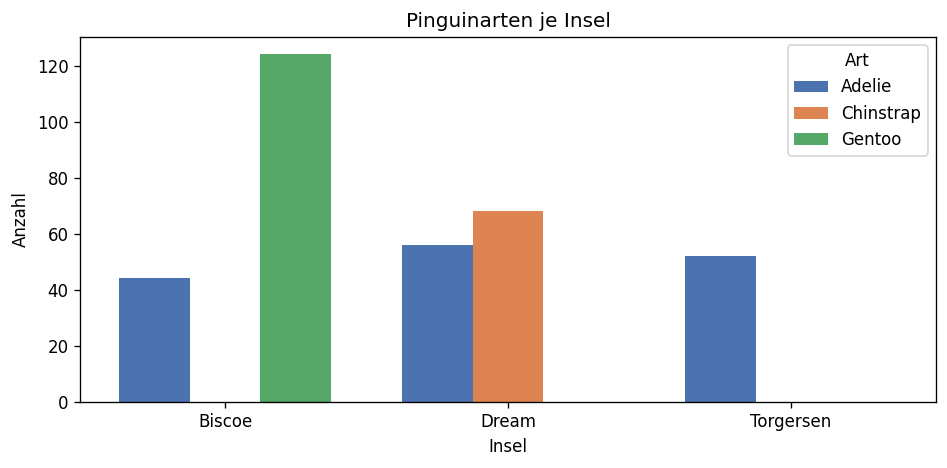 Pinguinarten je Insel
Anzahl
120
100
80
60
40
20
0
Art
Adelie
Chinstrap
Gentoo
Biscoe Dream Torgersen
Insel